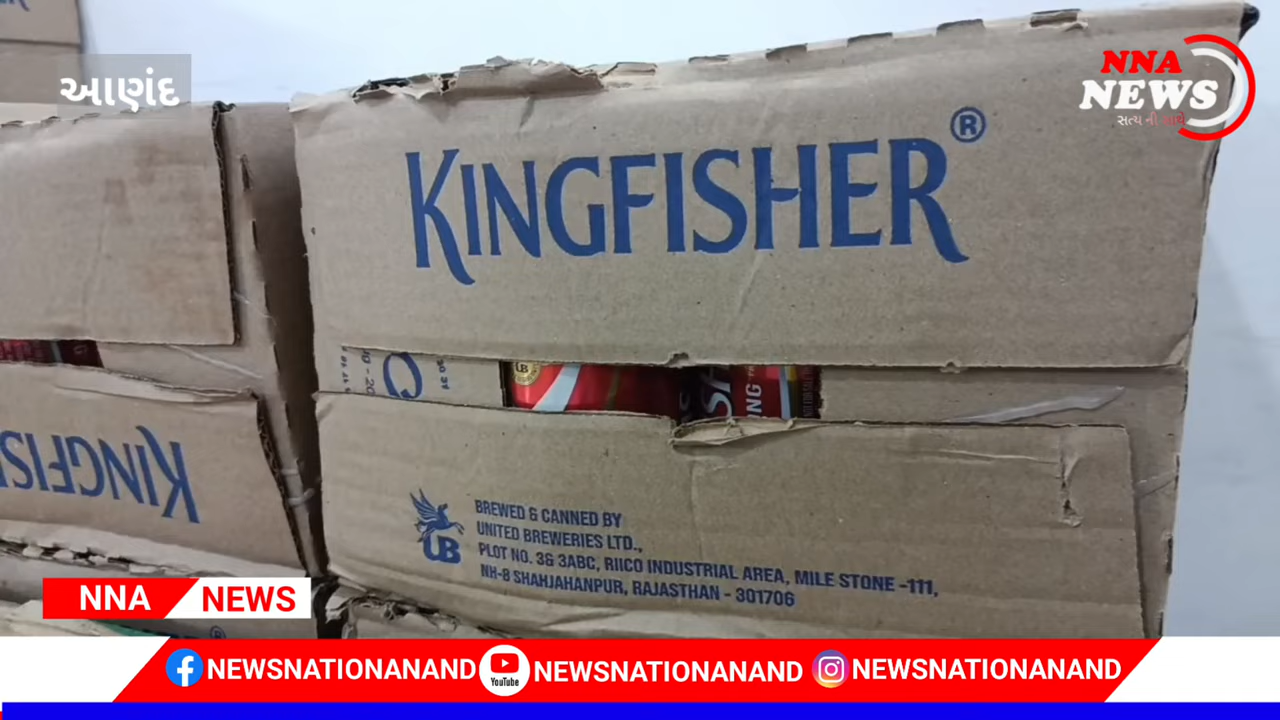 આણંદ
NNA
NEWS
સત્ય ની સાથે
KINGFISHER®
KINGFISHER
UB
BREWED & CANNED BY
UNITED BREWERIES LTD.,
PLOT NO. 3& 3ABC, RIICO INDUSTRIAL AREA, MILE STONE -111,
NH-8 SHAHJAHANPUR, RAJASTHAN - 301706
NNA NEWS
NEWSNATIONANAND
YouTube
NEWSNATIONANAND
NEWSNATIONANAND